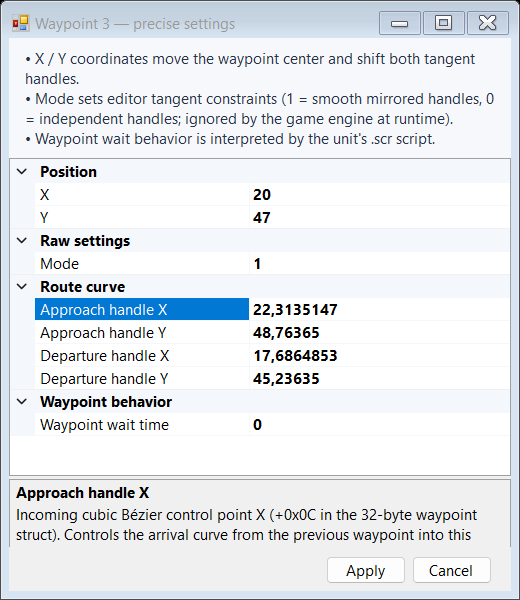 Waypoint 3 — precise settings
• X / Y coordinates move the waypoint center and shift both tangent
handles.
• Mode sets editor tangent constraints (1 = smooth mirrored handles, 0
= independent handles; ignored by the game engine at runtime).
• Waypoint wait behavior is interpreted by the unit's .scr script.
Position
X 20
Y 47
Raw settings
Mode 1
Route curve
Approach handle X 22,3135147
Approach handle Y 48,76365
Departure handle X 17,6864853
Departure handle Y 45,23635
Waypoint behavior
Waypoint wait time 0
Approach handle X
Incoming cubic Bézier control point X (+0x0C in the 32-byte waypoint
struct). Controls the arrival curve from the previous waypoint into this
Apply Cancel